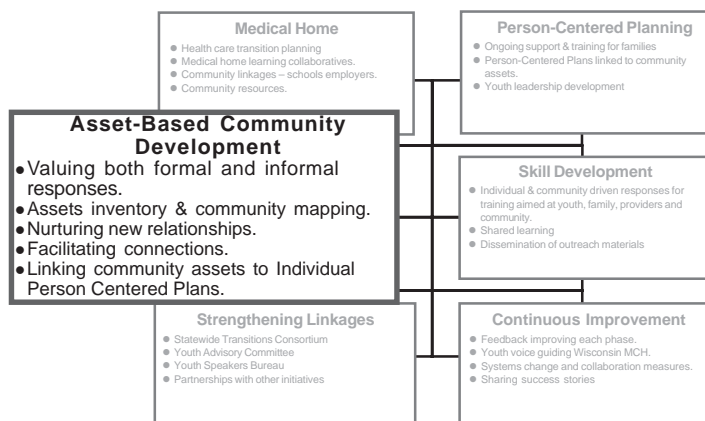 Medical Home
● Health care transition planning
● Medical home learning collaboratives.
● Community linkages – schools employers.
● Community resources.
Person-Centered Planning
● Ongoing support & training for families
● Person-Centered Plans linked to community
assets.
● Youth leadership development
Asset-Based Community
Development
● Valuing both formal and informal
responses.
● Assets inventory & community mapping.
● Nurturing new relationships.
● Facilitating connections.
● Linking community assets to Individual
Person Centered Plans.
Skill Development
● Individual & community driven responses for
training aimed at youth, family, providers and
community.
● Shared learning
● Dissemination of outreach materials
Strengthening Linkages
● Statewide Transitions Consortium
● Youth Advisory Committee
● Youth Speakers Bureau
● Partnerships with other initiatives
Continuous Improvement
● Feedback improving each phase.
● Youth voice guiding Wisconsin MCH.
● Systems change and collaboration measures.
● Sharing success stories